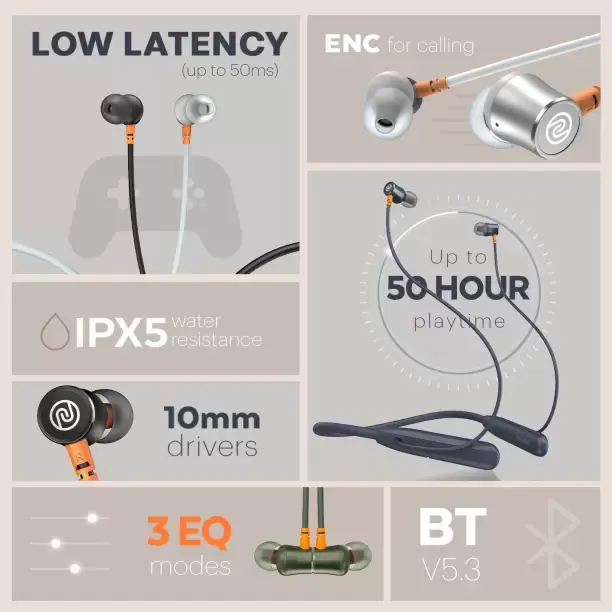 LOW LATENCY
(up to 50ms)
ENC for calling
Up to
50 HOUR
playtime
IPX5 water
resistance
10mm
drivers
3 EQ
modes
BT
V5.3